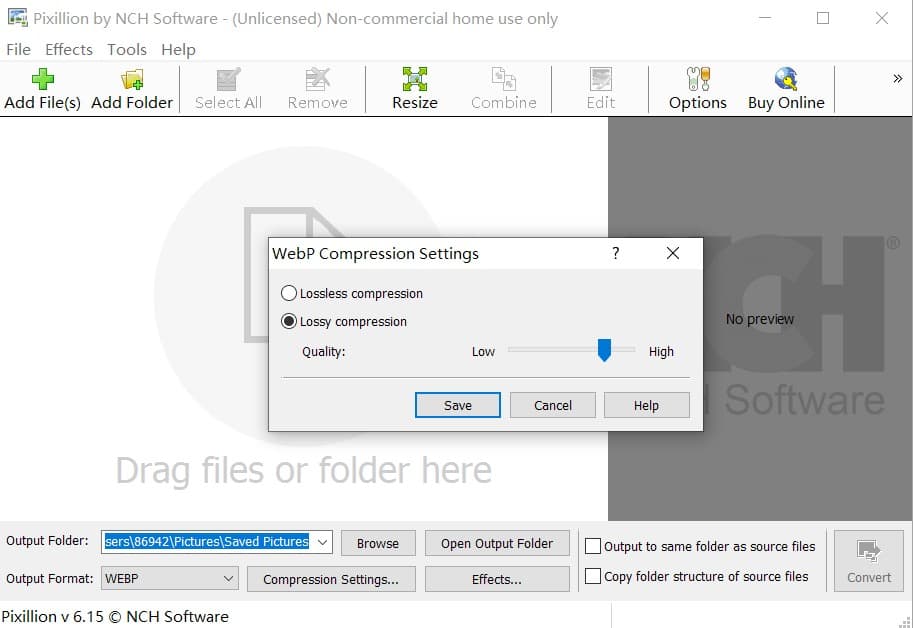 Pixillion by NCH Software - (Unlicensed) Non-commercial home use only
File Effects Tools Help
Add File(s) Add Folder Select All Remove Resize Combine Edit Options Buy Online »
WebP Compression Settings ?
Lossless compression
Lossy compression
Quality: Low High
Save Cancel Help
No preview
NCH ®
Software
Drag files or folder here
Output Folder: sers\86942\Pictures\Saved Pictures Browse Open Output Folder Output to same folder as source files
Output Format: WEBP Compression Settings... Effects... Copy folder structure of source files Convert
Pixillion v 6.15 © NCH Software